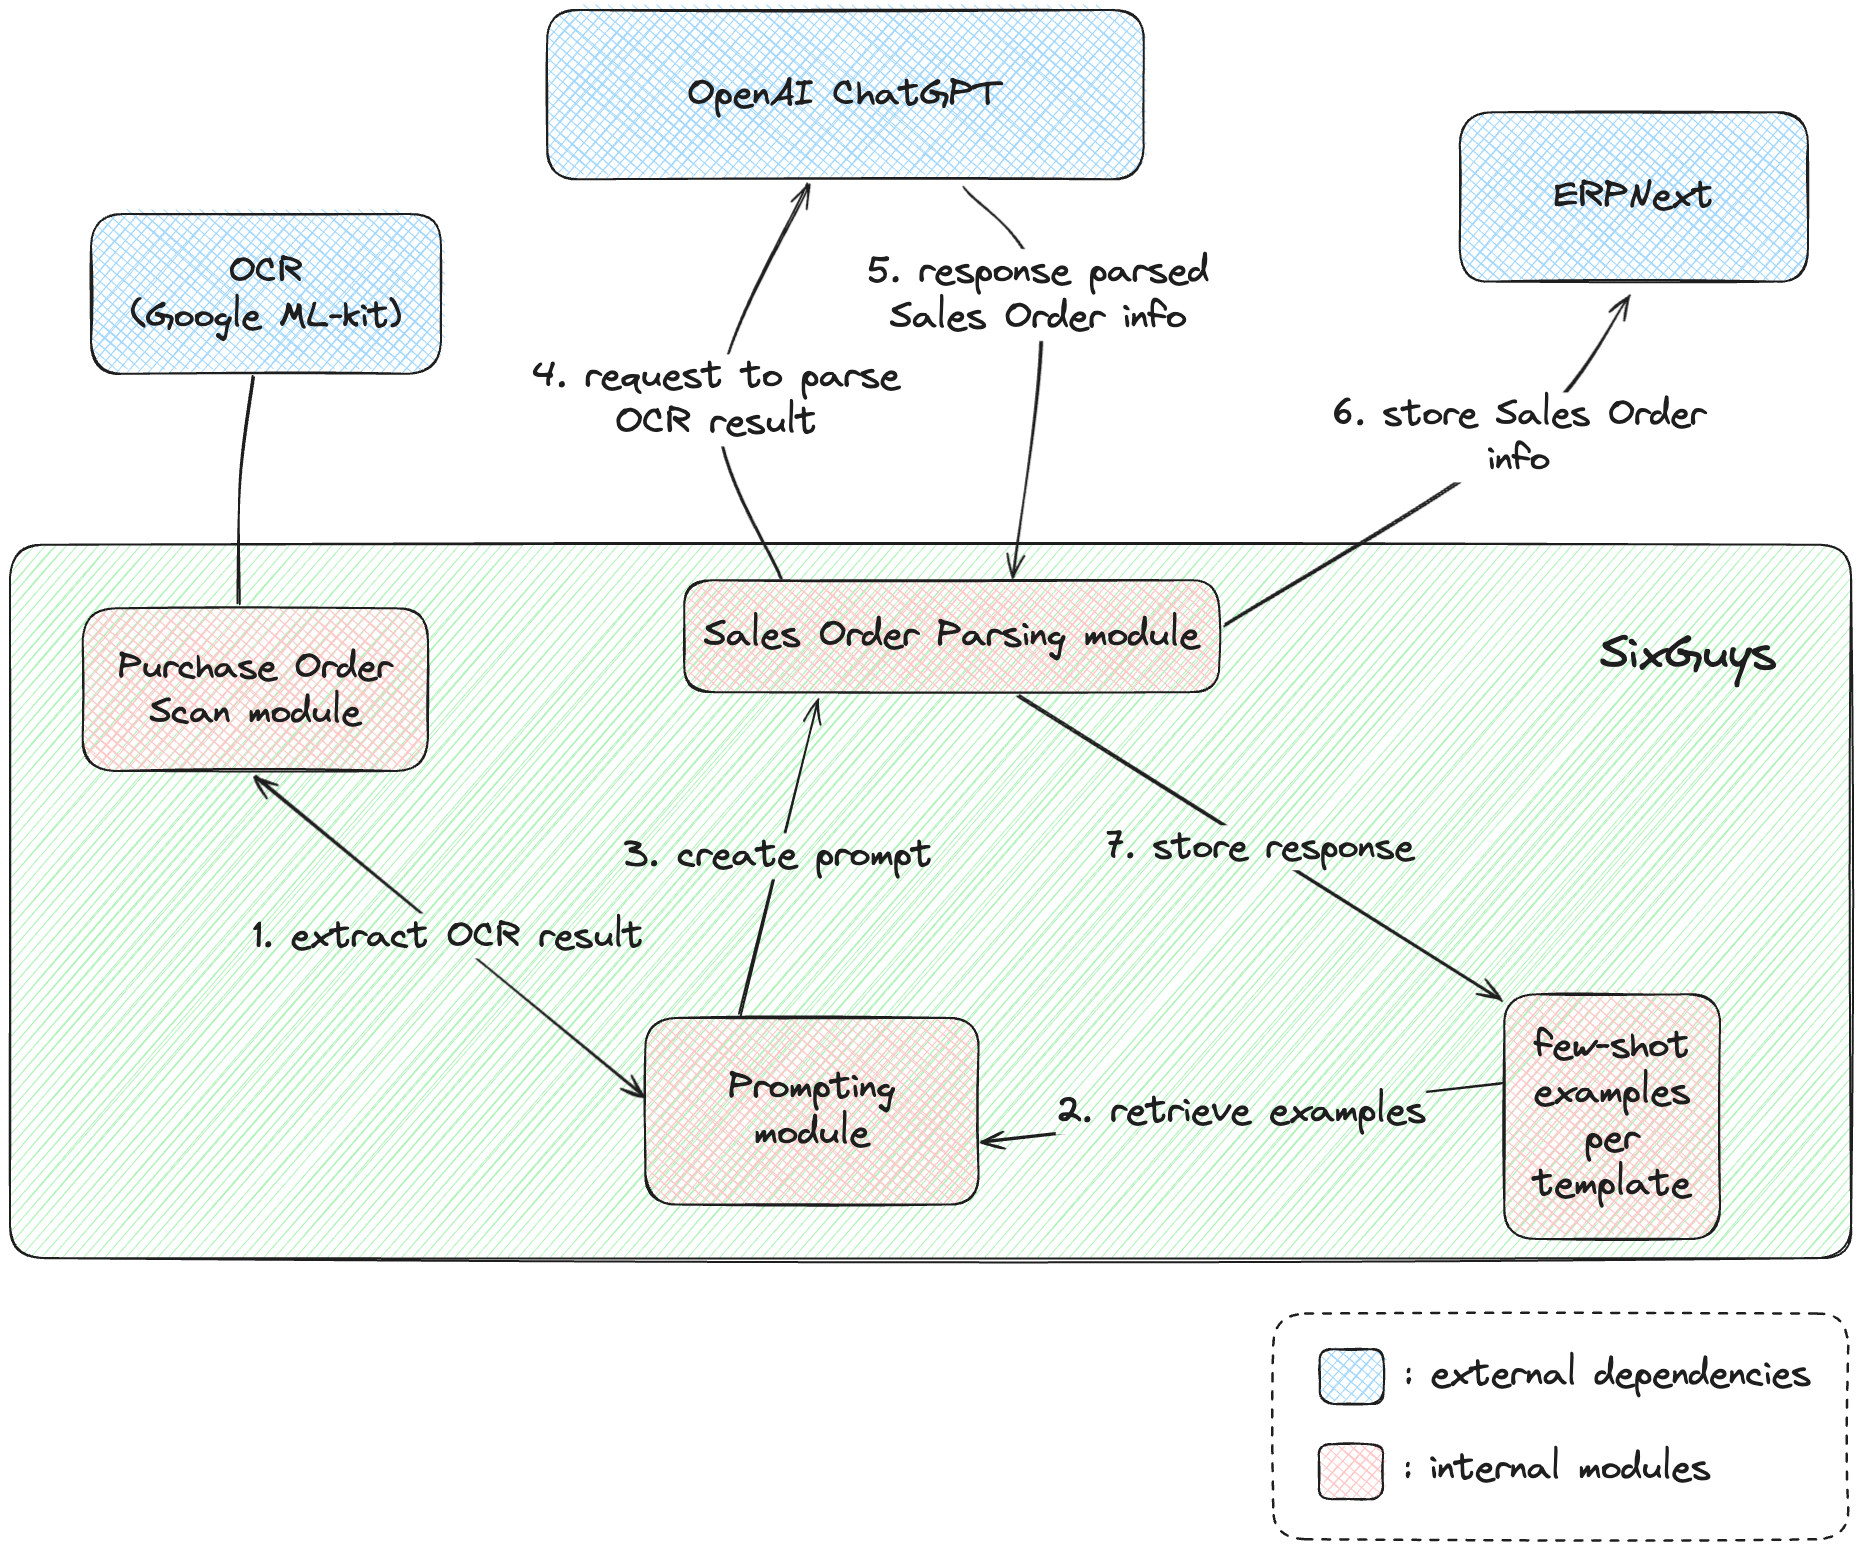 OpenAI ChatGPT
ERPNext
OCR
(Google ML-kit)
5. response parsed
Sales Order info
4. request to parse
OCR result
6. store Sales Order
info
Sales Order Parsing module
SixGuys
Purchase Order
Scan module
3. create prompt
7. store response
1. extract OCR result
Prompting
module
2. retrieve examples
few-shot
examples
per
template
: external dependencies
: internal modules